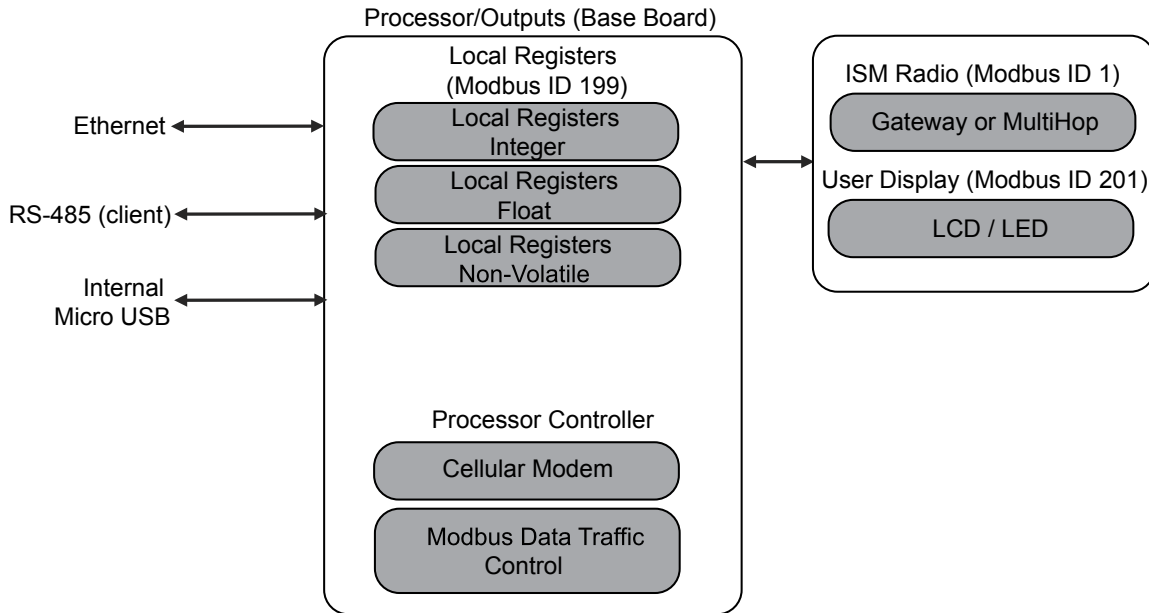 Processor/Outputs (Base Board)
Local Registers
(Modbus ID 199)
Local Registers
Integer
Local Registers
Float
Local Registers
Non-Volatile
Processor Controller
Cellular Modem
Modbus Data Traffic
Control
Ethernet
RS-485 (client)
Internal
Micro USB
ISM Radio (Modbus ID 1)
Gateway or MultiHop
User Display (Modbus ID 201)
LCD / LED